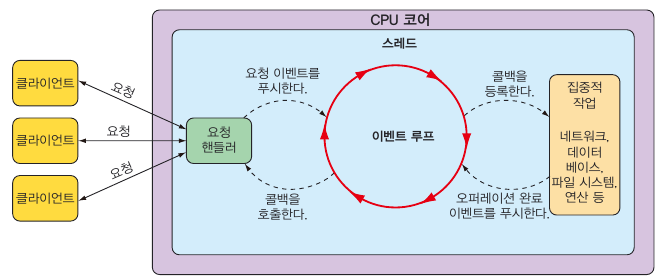 CPU 코어
스레드
클라이언트
클라이언트
클라이언트
요청
요청
요청
요청
핸들러
요청 이벤트를
푸시한다.
콜백을
호출한다.
이벤트 루프
콜백을
등록한다.
오퍼레이션 완료
이벤트를 푸시한다.
집중적
작업
네트워크,
데이터
베이스,
파일 시스템,
연산 등